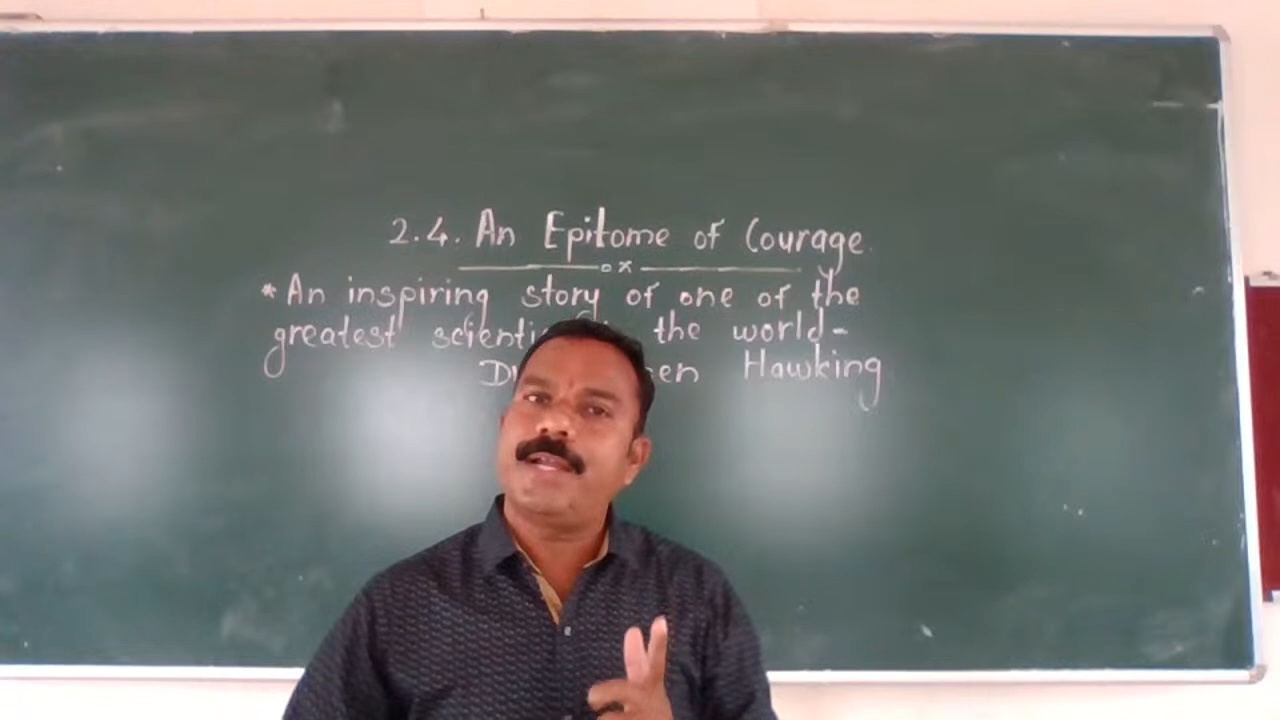 2.4. An Epitome of Courage.
* An inspiring story of one of the
greatest the world-
Hawking